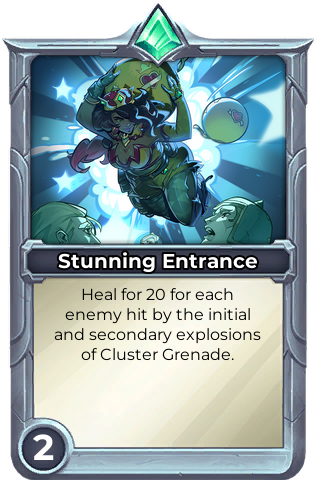 Stunning Entrance
Heal for 20 for each
enemy hit by the initial
and secondary explosions
of Cluster Grenade.
2